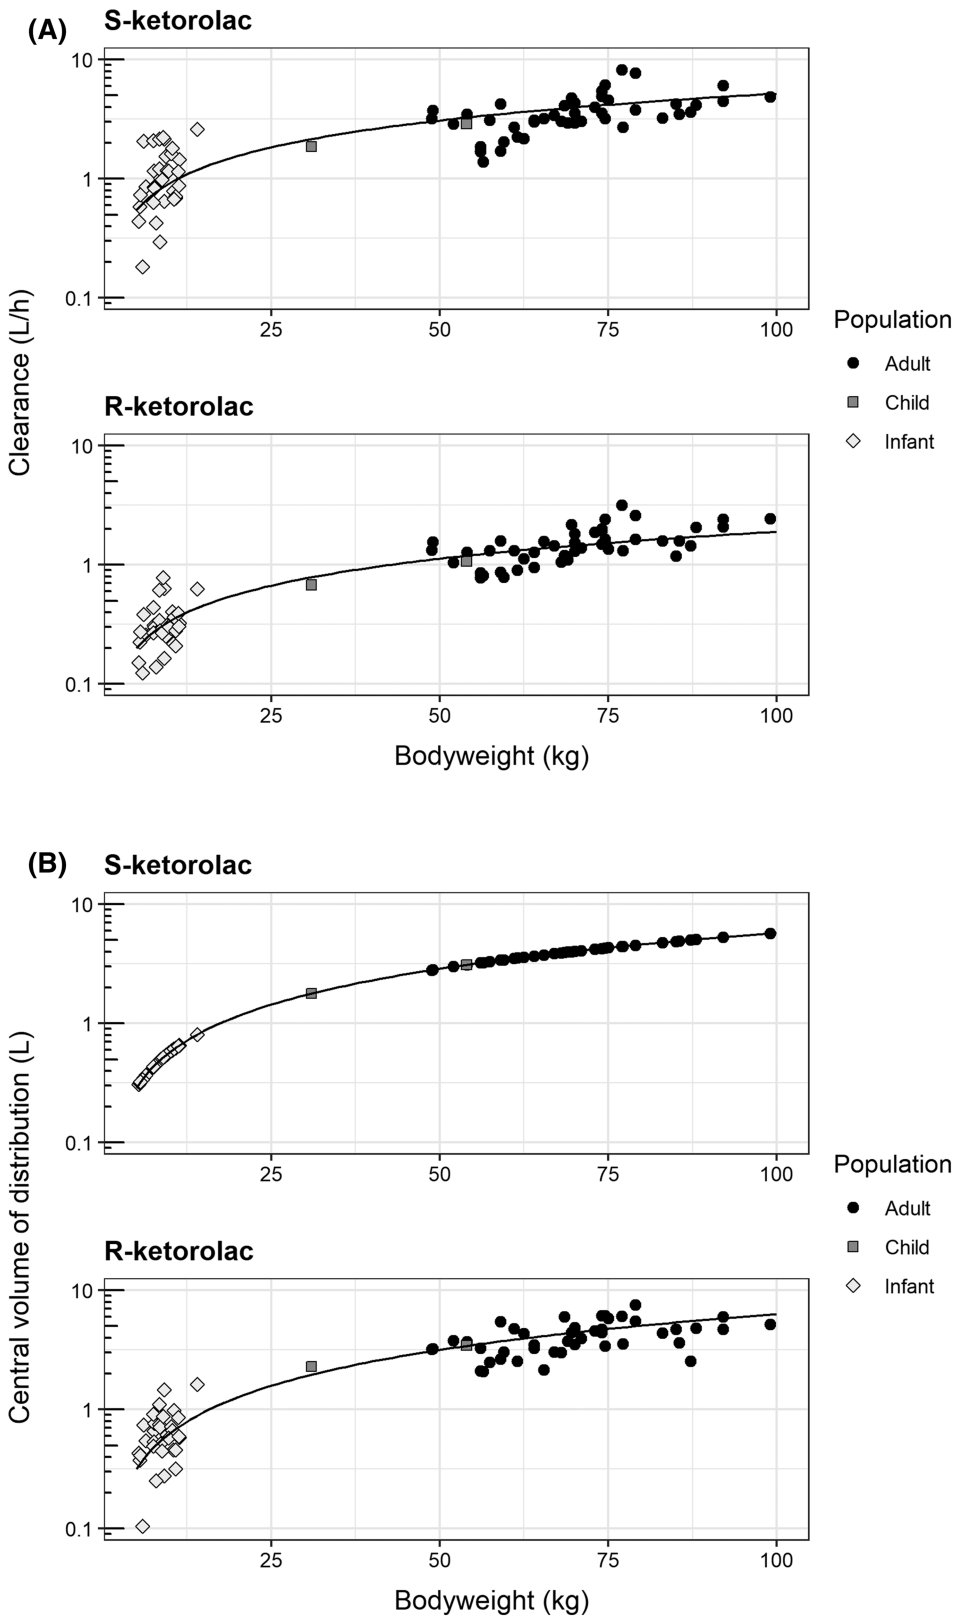 (A) S-ketorolac
10
1
0.1
25 50 75 100
R-ketorolac
10
1
0.1
25 50 75 100
Clearance (L/h)
Bodyweight (kg)
Population
Adult
Child
Infant
(B) S-ketorolac
10
1
0.1
25 50 75 100
R-ketorolac
10
1
0.1
25 50 75 100
Central volume of distribution (L)
Bodyweight (kg)
Population
Adult
Child
Infant